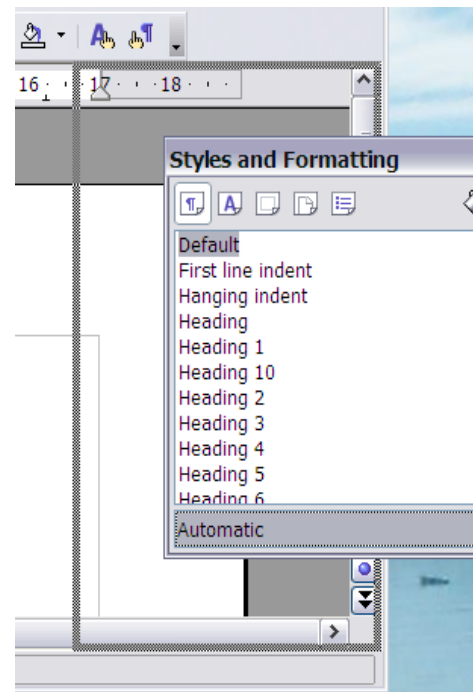 16 17 18
Styles and Formatting
Default
First line indent
Hanging indent
Heading
Heading 1
Heading 10
Heading 2
Heading 3
Heading 4
Heading 5
Heading 6
Automatic